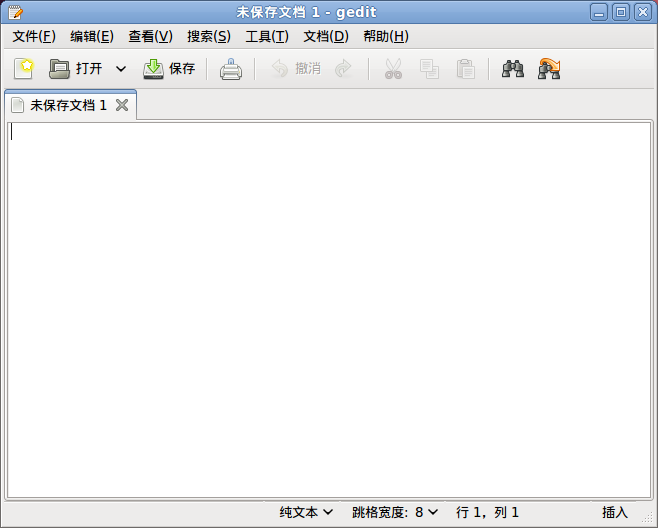 未保存文档 1 - gedit
文件(F) 编辑(E) 查看(V) 搜索(S) 工具(T) 文档(D) 帮助(H)
打开 保存 撤消
未保存文档 1
纯文本 跳格宽度: 8 行 1, 列 1 插入